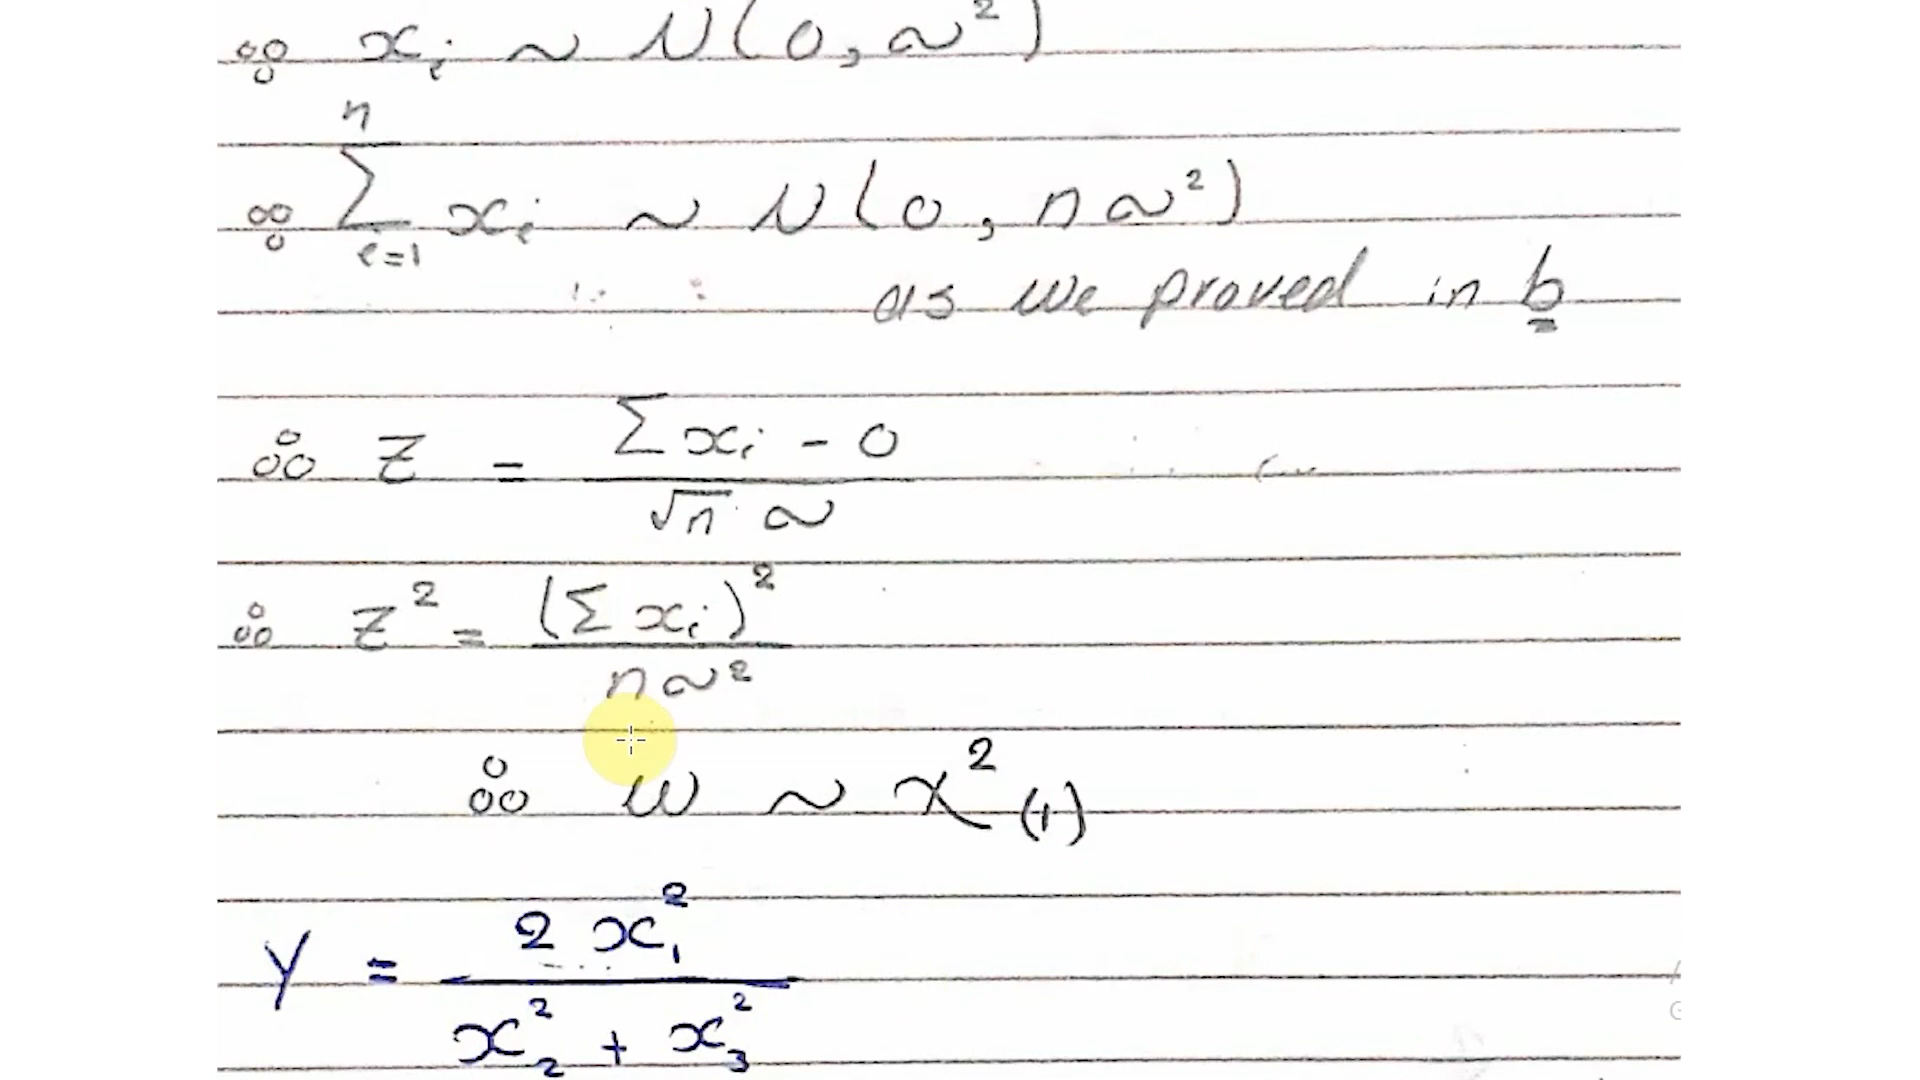 ∵ xᵢ ~ N(0, σ²)
∵ ∑ᵢ₌₁ⁿ xᵢ ~ N(0, nσ²)
as we proved in b
∴ Z = (∑xᵢ - 0) / (√n σ)
∴ Z² = (∑xᵢ)² / (nσ²)
∴ W ~ χ²(1)
Y = 2x₁² / (x₂² + x₃²)